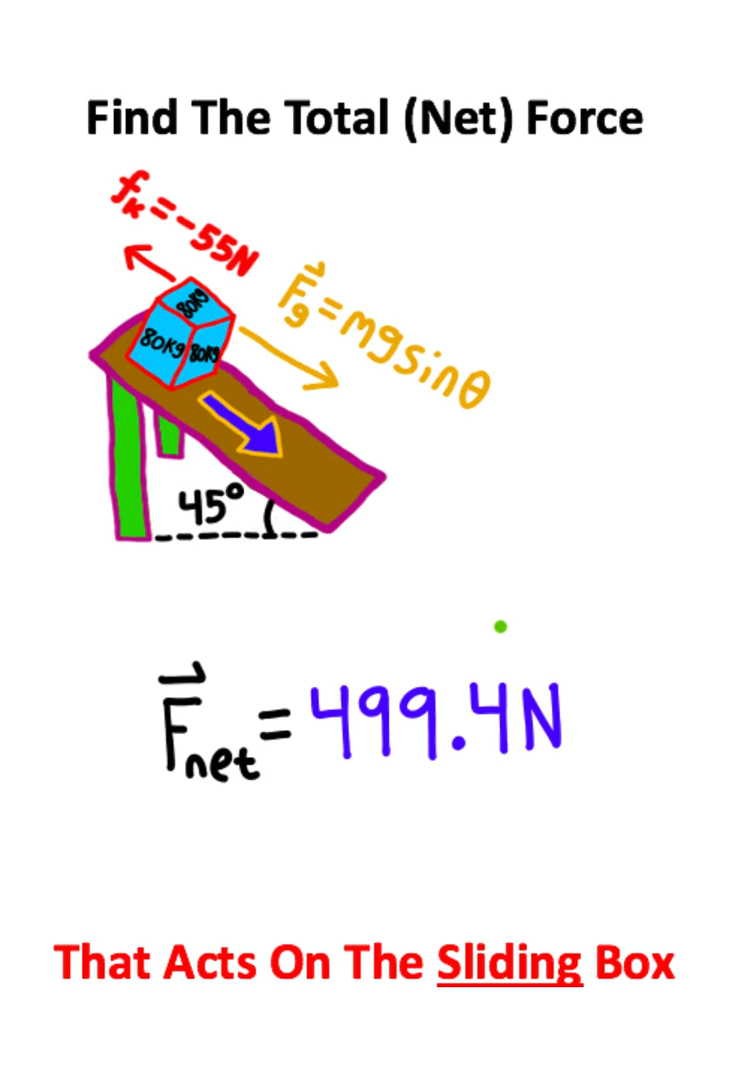 Find The Total (Net) Force
fk=-55N
Fg=mgsinθ
80kg
80kg 80kg
45°
Fnet=499.4N
That Acts On The Sliding Box